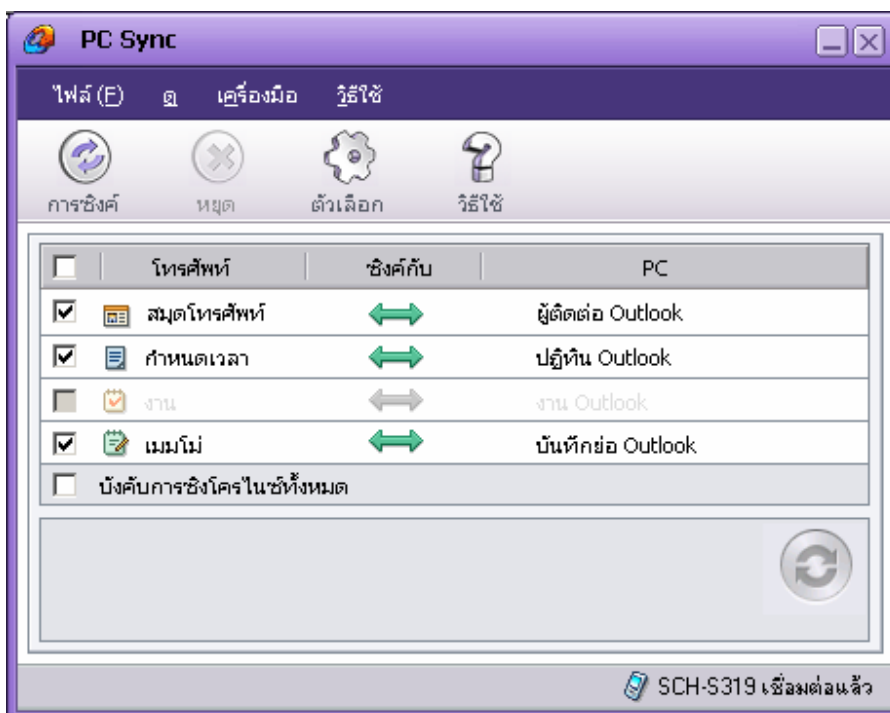 PC Sync
ไฟล์ (F) ดู เครื่องมือ วิธีใช้
การซิงค์ หยุด ตัวเลือก วิธีใช้
โทรศัพท์ ซิงค์กับ PC
สมุดโทรศัพท์ ผู้ติดต่อ Outlook
กำหนดเวลา ปฏิทิน Outlook
งาน งาน Outlook
เมมโม่ บันทึกย่อ Outlook
บังคับการซิงโครไนซ์ทั้งหมด
SCH-S319 เชื่อมต่อแล้ว